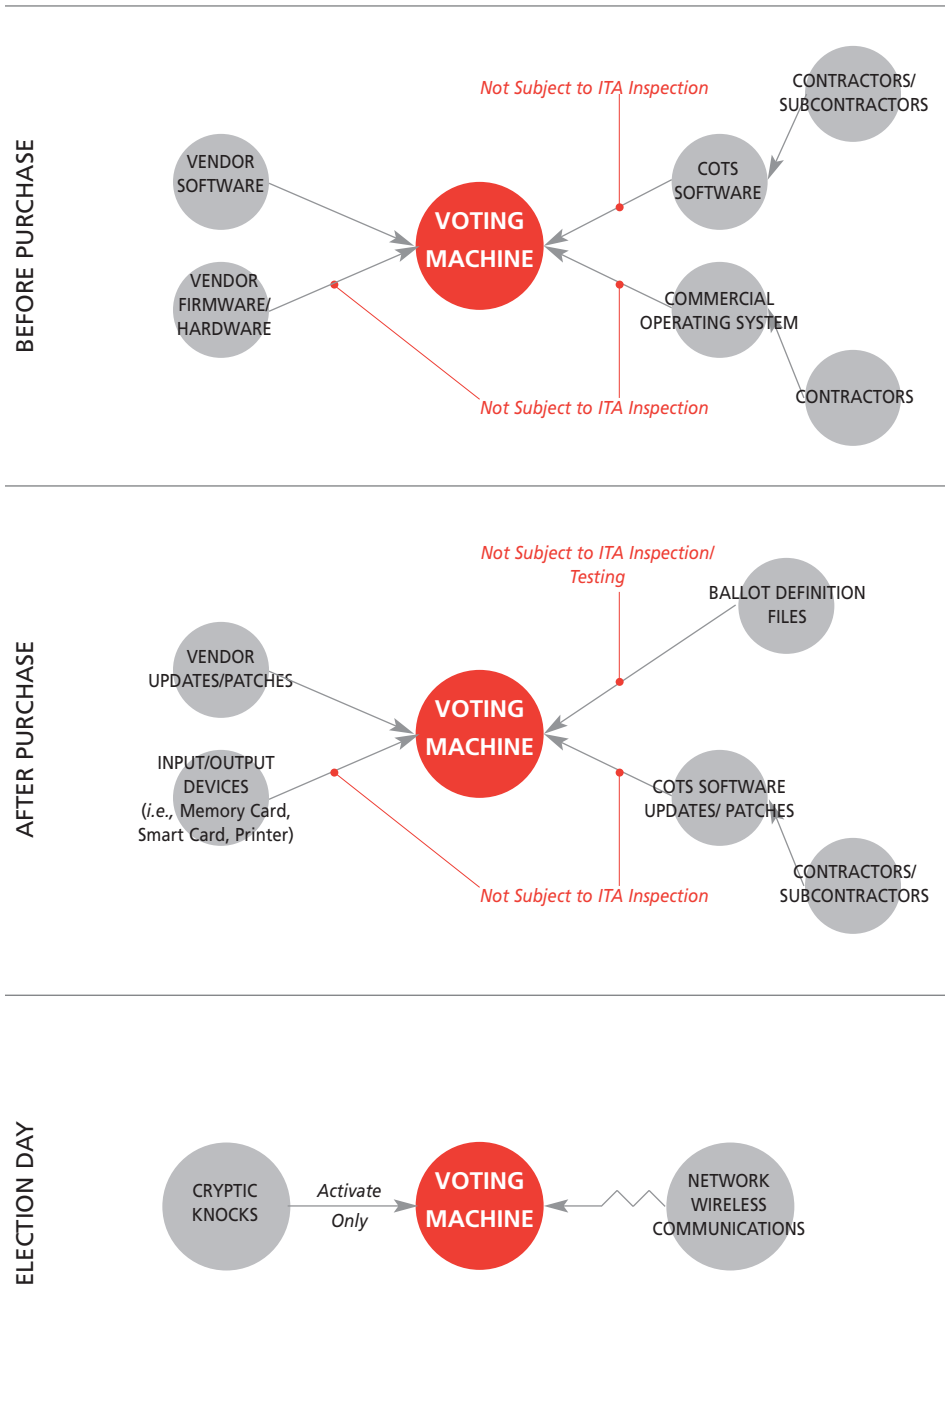 BEFORE PURCHASE
Not Subject to ITA Inspection
CONTRACTORS/
SUBCONTRACTORS
VENDOR
SOFTWARE
COTS
SOFTWARE
VOTING
MACHINE
VENDOR
FIRMWARE/
HARDWARE
COMMERCIAL
OPERATING SYSTEM
CONTRACTORS
Not Subject to ITA Inspection
AFTER PURCHASE
Not Subject to ITA Inspection/
Testing
BALLOT DEFINITION
FILES
VENDOR
UPDATES/PATCHES
VOTING
MACHINE
INPUT/OUTPUT
DEVICES
(i.e., Memory Card,
Smart Card, Printer)
COTS SOFTWARE
UPDATES/ PATCHES
CONTRACTORS/
SUBCONTRACTORS
Not Subject to ITA Inspection
ELECTION DAY
CRYPTIC
KNOCKS
Activate
Only
VOTING
MACHINE
NETWORK
WIRELESS
COMMUNICATIONS